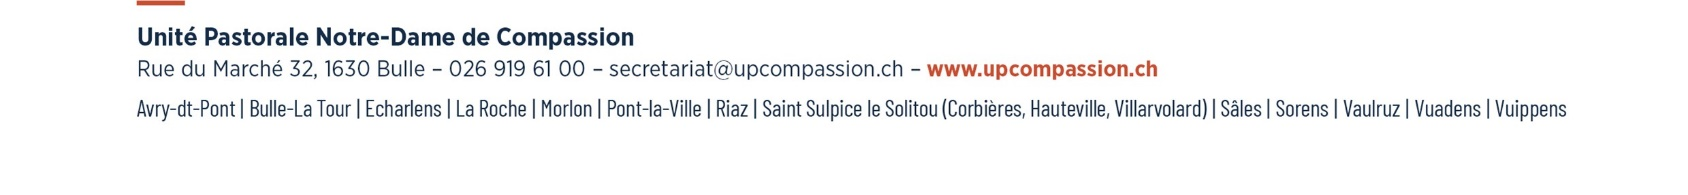 Unité Pastorale Notre-Dame de Compassion
Rue du Marché 32, 1630 Bulle – 026 919 61 00 – secretariat@upcompassion.ch – www.upcompassion.ch
Avry-dt-Pont | Bulle-La Tour | Echarlens | La Roche | Morlon | Pont-la-Ville | Riaz | Saint Sulpice le Solitou (Corbières, Hauteville, Villarvolard) | Sâles | Sorens | Vaulruz | Vuadens | Vuippens